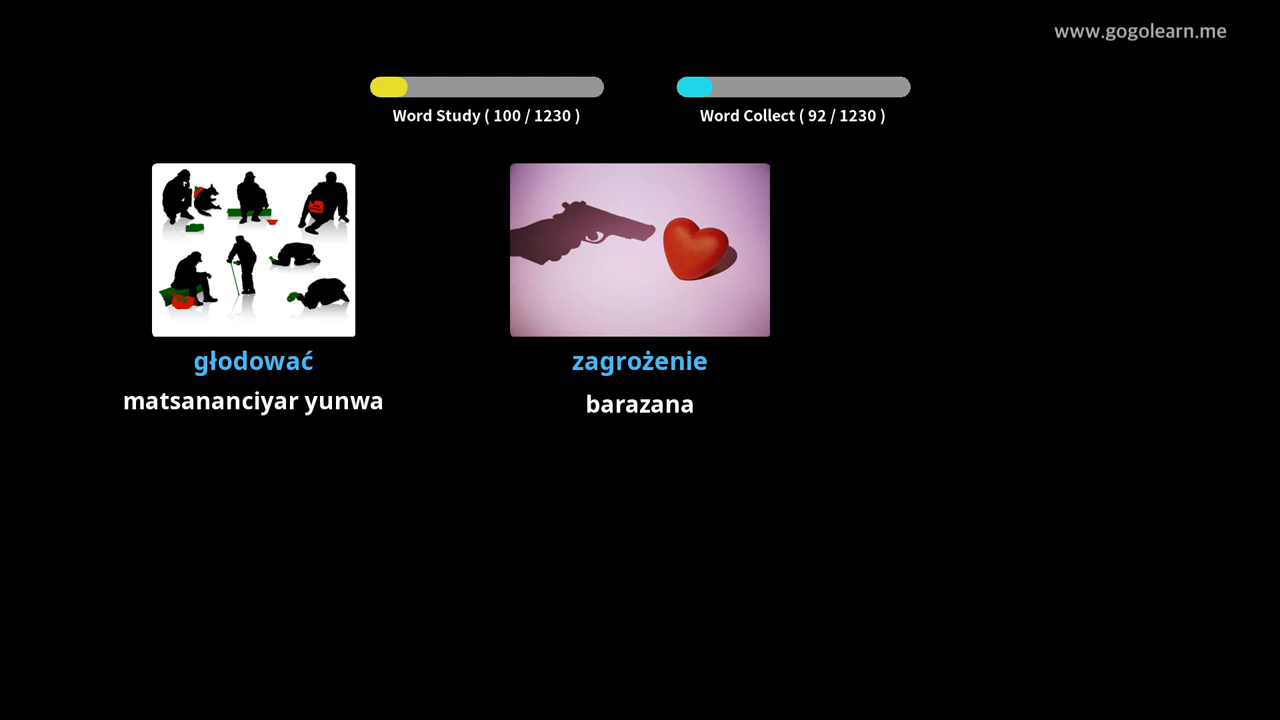 www.gogolearn.me
Word Study ( 100 / 1230 )
Word Collect ( 92 / 1230 )
głodować
matsananciyar yunwa
zagrożenie
barazana